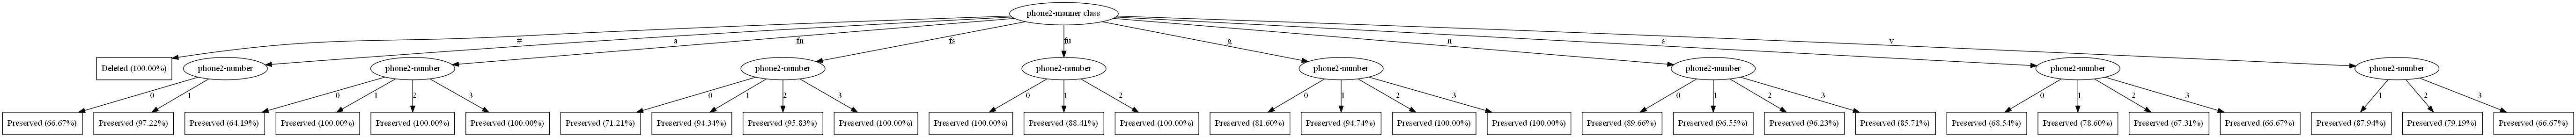 phone2-manner class
# a fn fs fu g n s v
Deleted (100.00%) phone2-number phone2-number phone2-number phone2-number phone2-number phone2-number phone2-number phone2-number
0 1 0 1 2 3 0 1 2 3 0 1 2 0 1 2 3 0 1 2 3 0 1 2 3 1 2 3
Preserved (66.67%) Preserved (97.22%) Preserved (64.19%) Preserved (100.00%) Preserved (100.00%) Preserved (100.00%) Preserved (71.21%) Preserved (94.34%) Preserved (95.83%) Preserved (100.00%) Preserved (100.00%) Preserved (88.41%) Preserved (100.00%) Preserved (81.60%) Preserved (94.74%) Preserved (100.00%) Preserved (100.00%) Preserved (89.66%) Preserved (96.55%) Preserved (96.23%) Preserved (85.71%) Preserved (68.54%) Preserved (78.60%) Preserved (67.31%) Preserved (66.67%) Preserved (87.94%) Preserved (79.19%) Preserved (66.67%)